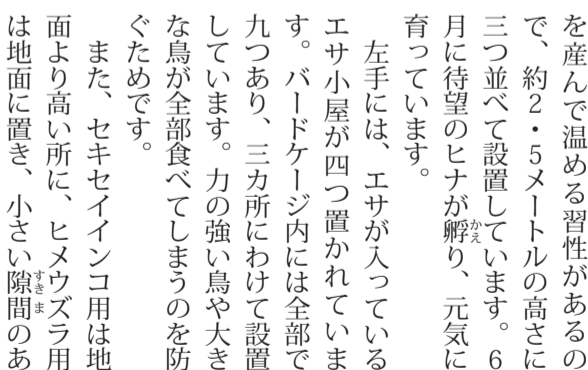 を産んで温める習性があるの
で、約2・5メートルの高さに
三つ並べて設置しています。6
月に待望のヒナが孵り、元気に
育っています。
左手には、エサが入っている
エサ小屋が四つ置かれていま
す。バードケージ内には全部で
九つあり、三カ所にわけて設置
しています。力の強い鳥や大き
な鳥が全部食べてしまうのを防
ぐためです。
また、セキセイインコ用は地
面より高い所に、ヒメウズラ用
は地面に置き、小さい隙間のあ